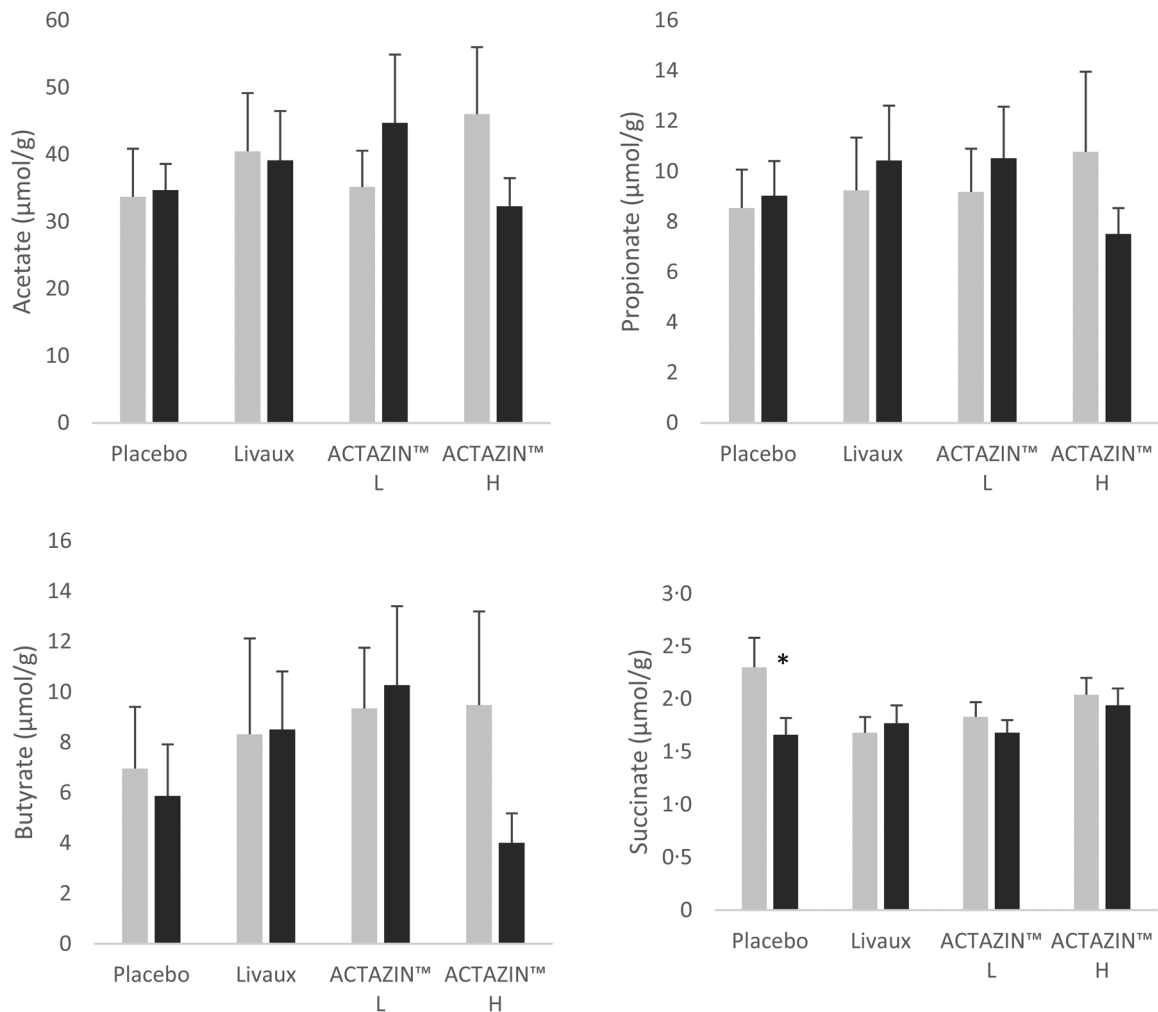 60
50
40
30
20
10
0
Acetate (µmol/g)
Placebo Livaux ACTAZIN™ ACTAZIN™
L H
16
14
12
10
8
6
4
2
0
Propionate (µmol/g)
Placebo Livaux ACTAZIN™ ACTAZIN™
L H
16
14
12
10
8
6
4
2
0
Butyrate (µmol/g)
Placebo Livaux ACTAZIN™ ACTAZIN™
L H
3·0
2·5
2·0
1·5
1·0
0·5
0
Succinate (µmol/g)
*
Placebo Livaux ACTAZIN™ ACTAZIN™
L H